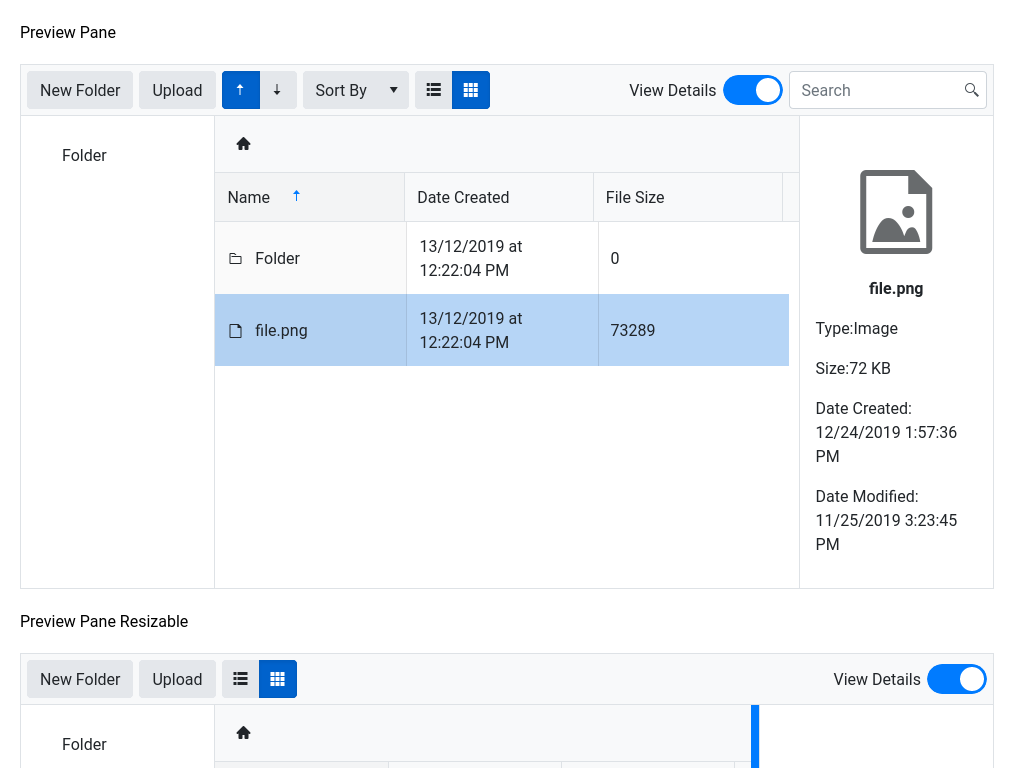 Preview Pane
New Folder Upload Sort By View Details Search
Folder
Name Date Created File Size
Folder 13/12/2019 at 12:22:04 PM 0
file.png 13/12/2019 at 12:22:04 PM 73289
file.png
Type:Image
Size:72 KB
Date Created:
12/24/2019 1:57:36
PM
Date Modified:
11/25/2019 3:23:45
PM
Preview Pane Resizable
New Folder Upload View Details
Folder